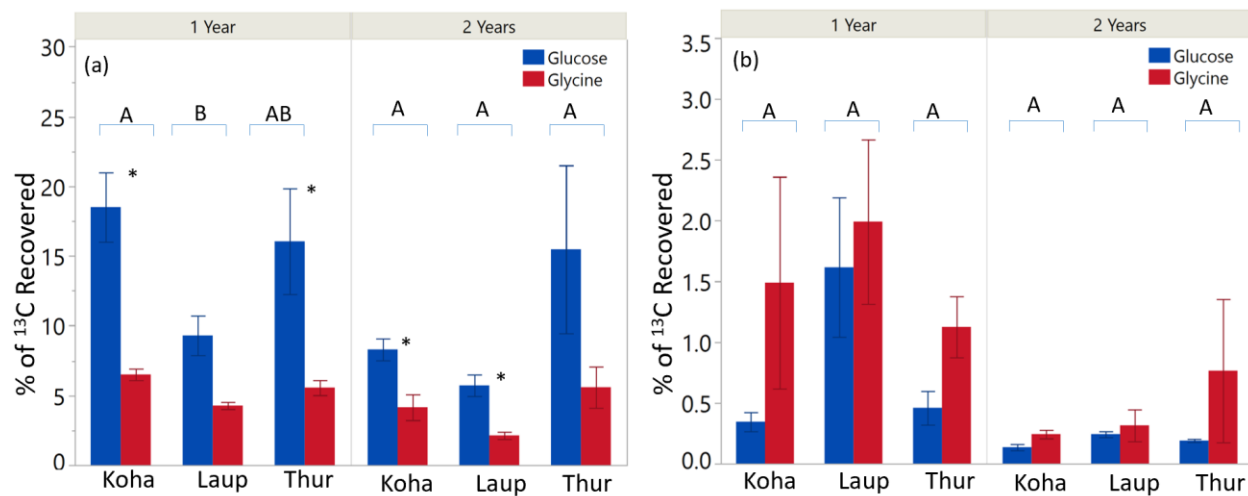 1 Year 2 Years
30
25
20
15
10
5
0
% of ¹³C Recovered
(a)
Glucose
Glycine
A B AB A A A
* * * *
Koha Laup Thur Koha Laup Thur
1 Year 2 Years
3.5
3.0
2.5
2.0
1.5
1.0
0.5
0.0
% of ¹³C Recovered
(b)
Glucose
Glycine
A A A A A A
Koha Laup Thur Koha Laup Thur